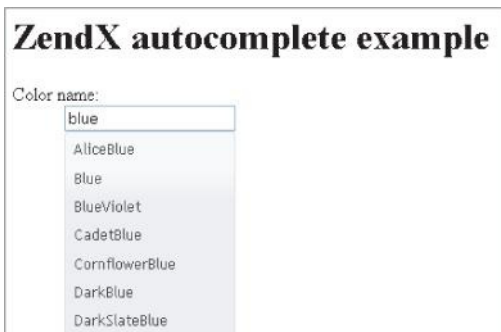 ZendX autocomplete example
Color name:
blue
AliceBlue
Blue
BlueViolet
CadetBlue
CornflowerBlue
DarkBlue
DarkSlateBlue